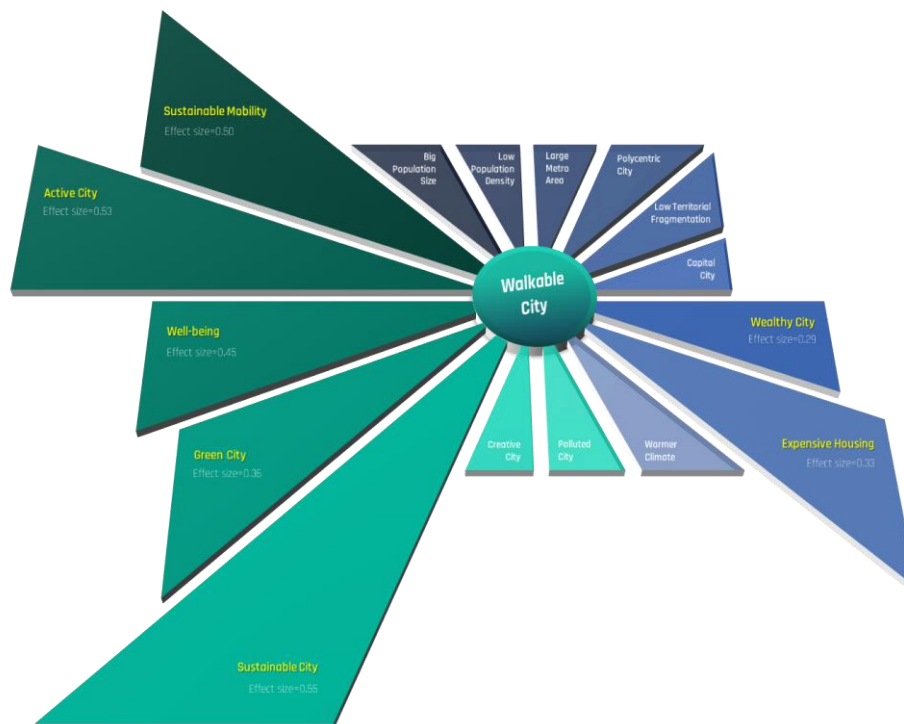 Sustainable Mobility
Effect size=0.50
Active City
Effect size=0.53
Big
Population
Size
Low
Population
Density
Large
Metro
Area
Polycentric
City
Low Territorial
Fragmentation
Capital
City
Walkable
City
Well-being
Effect size=0.45
Wealthy City
Effect size=0.29
Green City
Effect size=0.36
Creative
City
Polluted
City
Warmer
Climate
Expensive Housing
Effect size=0.33
Sustainable City
Effect size=0.55